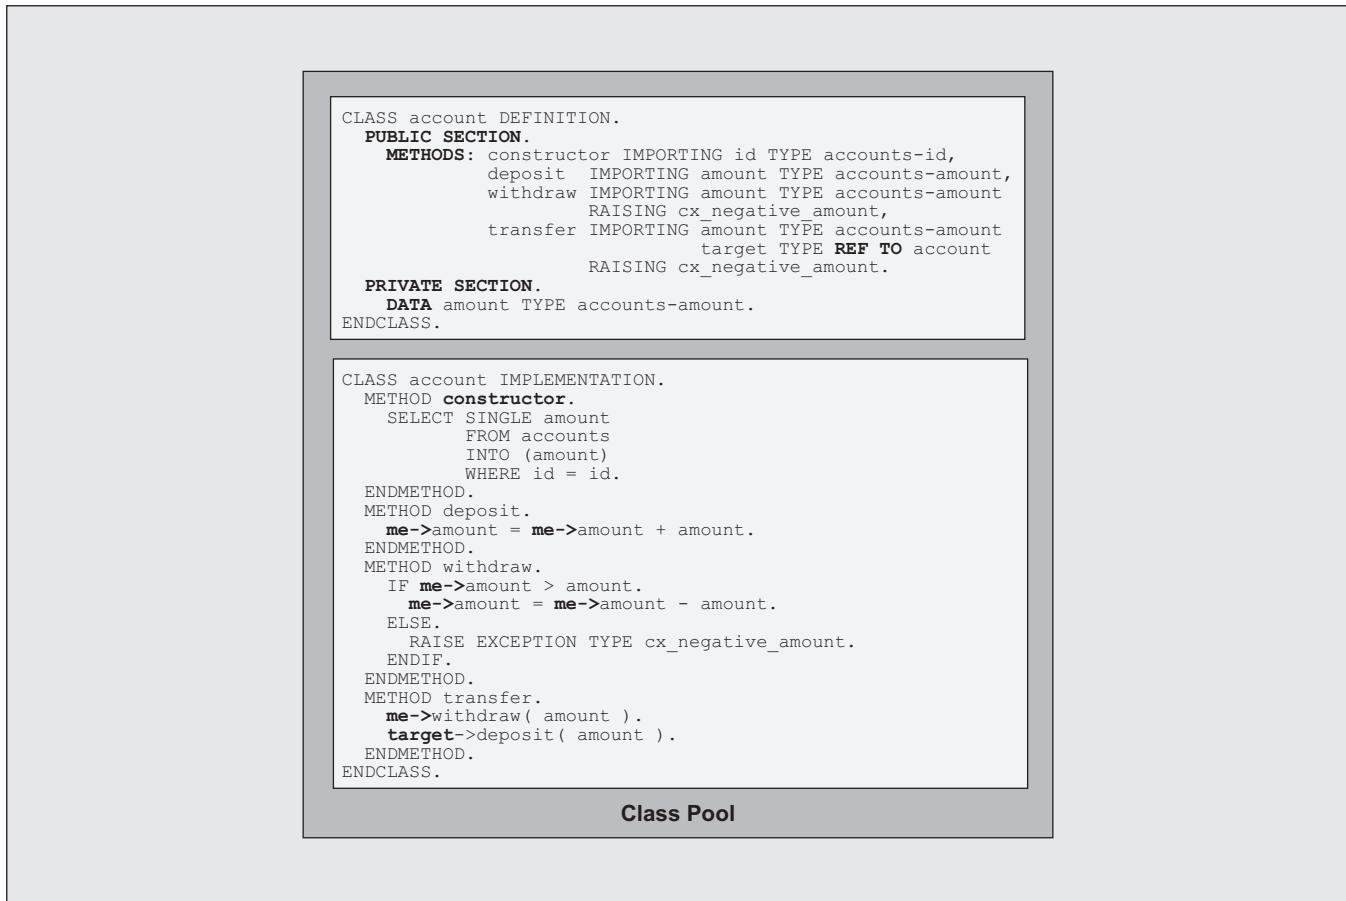 CLASS account DEFINITION.
  PUBLIC SECTION.
    METHODS: constructor IMPORTING id TYPE accounts-id,
             deposit  IMPORTING amount TYPE accounts-amount,
             withdraw IMPORTING amount TYPE accounts-amount
                      RAISING cx_negative_amount,
             transfer IMPORTING amount TYPE accounts-amount
                                target TYPE REF TO account
                      RAISING cx_negative_amount.
  PRIVATE SECTION.
    DATA amount TYPE accounts-amount.
ENDCLASS.
CLASS account IMPLEMENTATION.
  METHOD constructor.
    SELECT SINGLE amount
           FROM accounts
           INTO (amount)
           WHERE id = id.
  ENDMETHOD.
  METHOD deposit.
    me->amount = me->amount + amount.
  ENDMETHOD.
  METHOD withdraw.
    IF me->amount > amount.
      me->amount = me->amount - amount.
    ELSE.
      RAISE EXCEPTION TYPE cx_negative_amount.
    ENDIF.
  ENDMETHOD.
  METHOD transfer.
    me->withdraw( amount ).
    target->deposit( amount ).
  ENDMETHOD.
ENDCLASS.
Class Pool